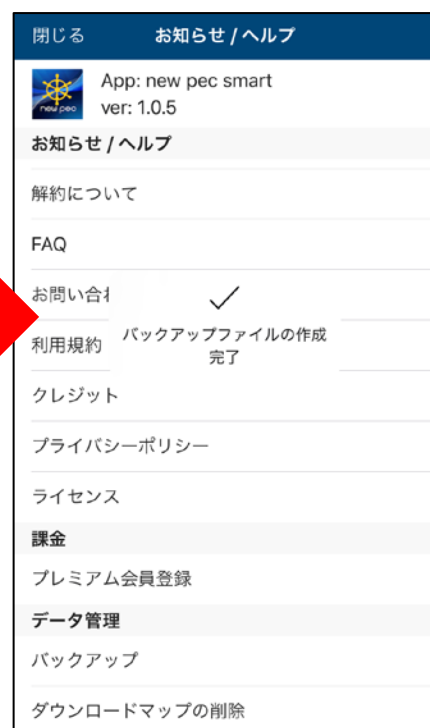 閉じる
お知らせ / ヘルプ
new pec
App: new pec smart
ver: 1.0.5
お知らせ / ヘルプ
解約について
FAQ
お問い合わ
バックアップファイルの作成
完了
利用規約
クレジット
プライバシーポリシー
ライセンス
課金
プレミアム会員登録
データ管理
バックアップ
ダウンロードマップの削除